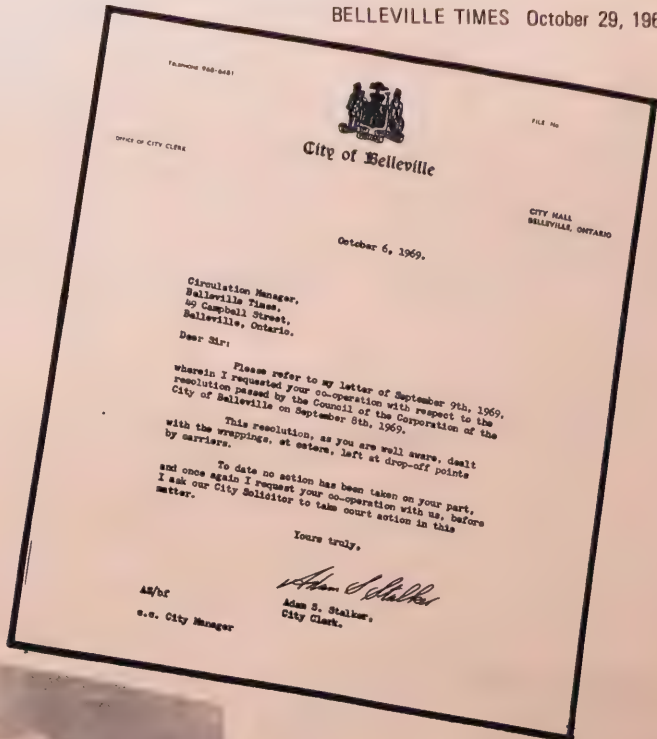 BELLEVILLE TIMES October 29, 196
TELEPHONE 968-6481
FILE No
OFFICE OF CITY CLERK
City of Belleville
CITY HALL
BELLEVILLE, ONTARIO
October 6, 1969.
Circulation Manager,
Belleville Times,
49 Campbell Street,
Belleville, Ontario.
Dear Sir:
Please refer to my letter of September 9th, 1969,
wherein I requested your co-operation with respect to the
resolution passed by the Council of the Corporation of the
City of Belleville on September 8th, 1969.
This resolution, as you are well aware, dealt
with the wrappings, et catera, left at drop-off points
by carriers.
To date no action has been taken on your part,
and once again I request your co-operation with us, before
I ask our City Soliditor to take court action in this
matter.
Yours truly,
Adam S Stalker
AS/bf
Adam S. Stalker,
City Clerk.
c.c. City Manager